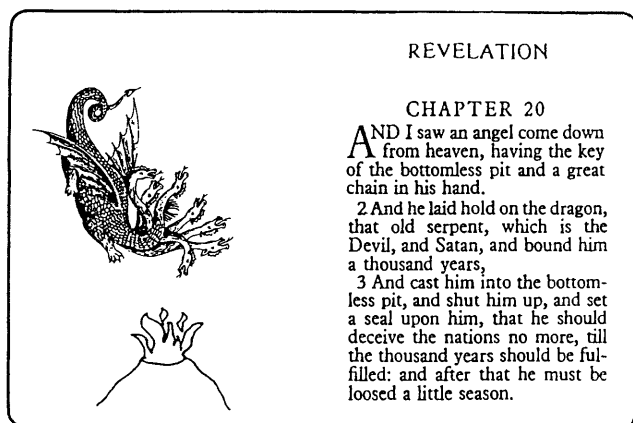 REVELATION
CHAPTER 20
AND I saw an angel come down
from heaven, having the key
of the bottomless pit and a great
chain in his hand.
2 And he laid hold on the dragon,
that old serpent, which is the
Devil, and Satan, and bound him
a thousand years,
3 And cast him into the bottom-
less pit, and shut him up, and set
a seal upon him, that he should
deceive the nations no more, till
the thousand years should be ful-
filled: and after that he must be
loosed a little season.